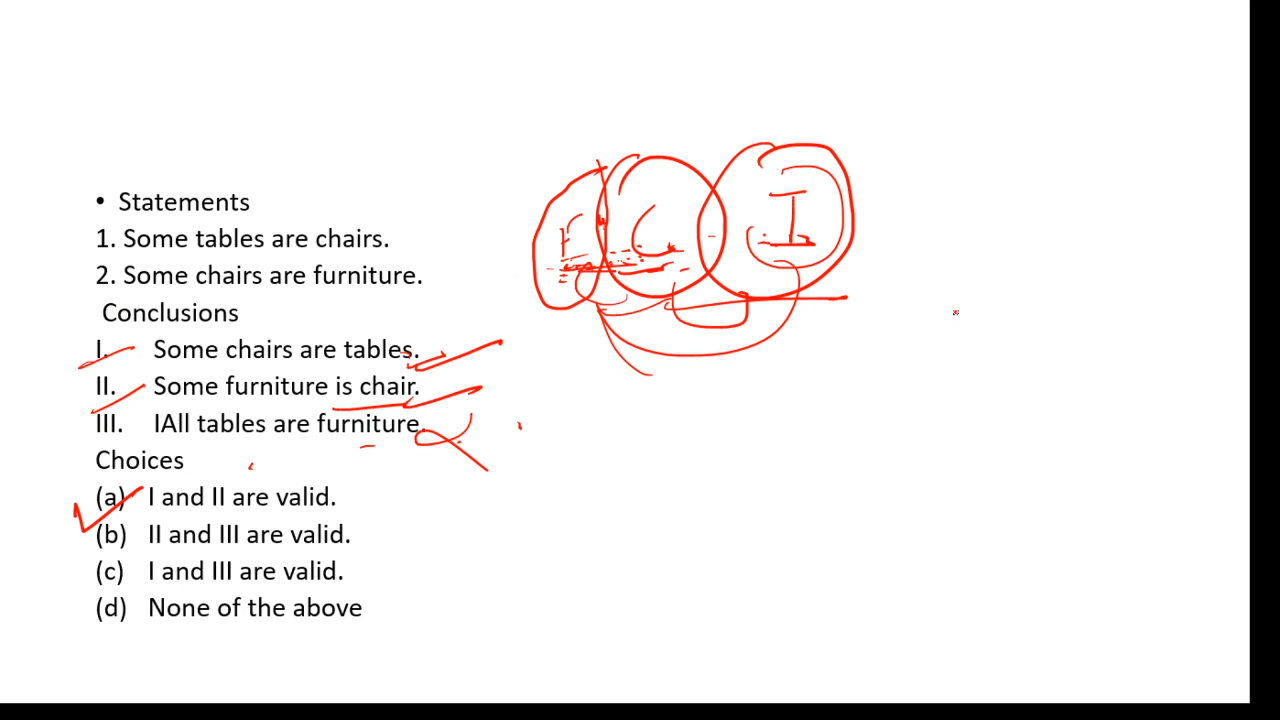 • Statements
1. Some tables are chairs.
2. Some chairs are furniture.
Conclusions
I. Some chairs are tables.
II. Some furniture is chair.
III. IAll tables are furniture.
Choices
(a) I and II are valid.
(b) II and III are valid.
(c) I and III are valid.
(d) None of the above
F C I